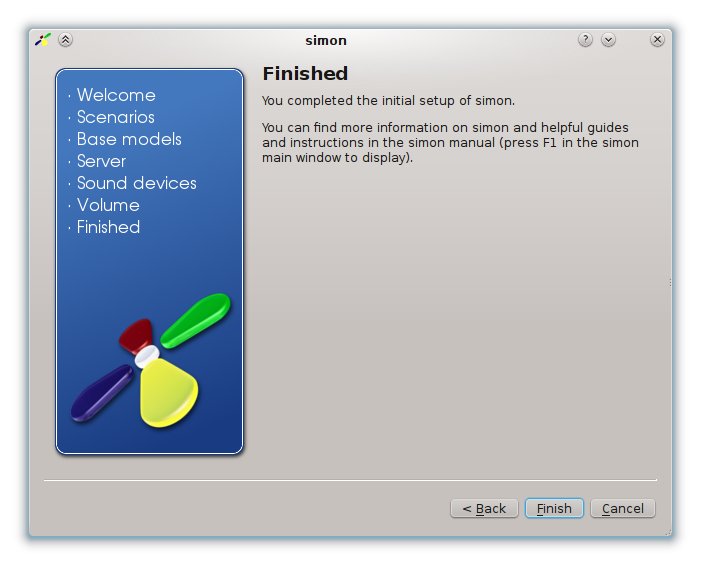 simon
?
· Welcome
· Scenarios
· Base models
· Server
· Sound devices
· Volume
· Finished
Finished
You completed the initial setup of simon.
You can find more information on simon and helpful guides
and instructions in the simon manual (press F1 in the simon
main window to display).
< Back
Finish
Cancel